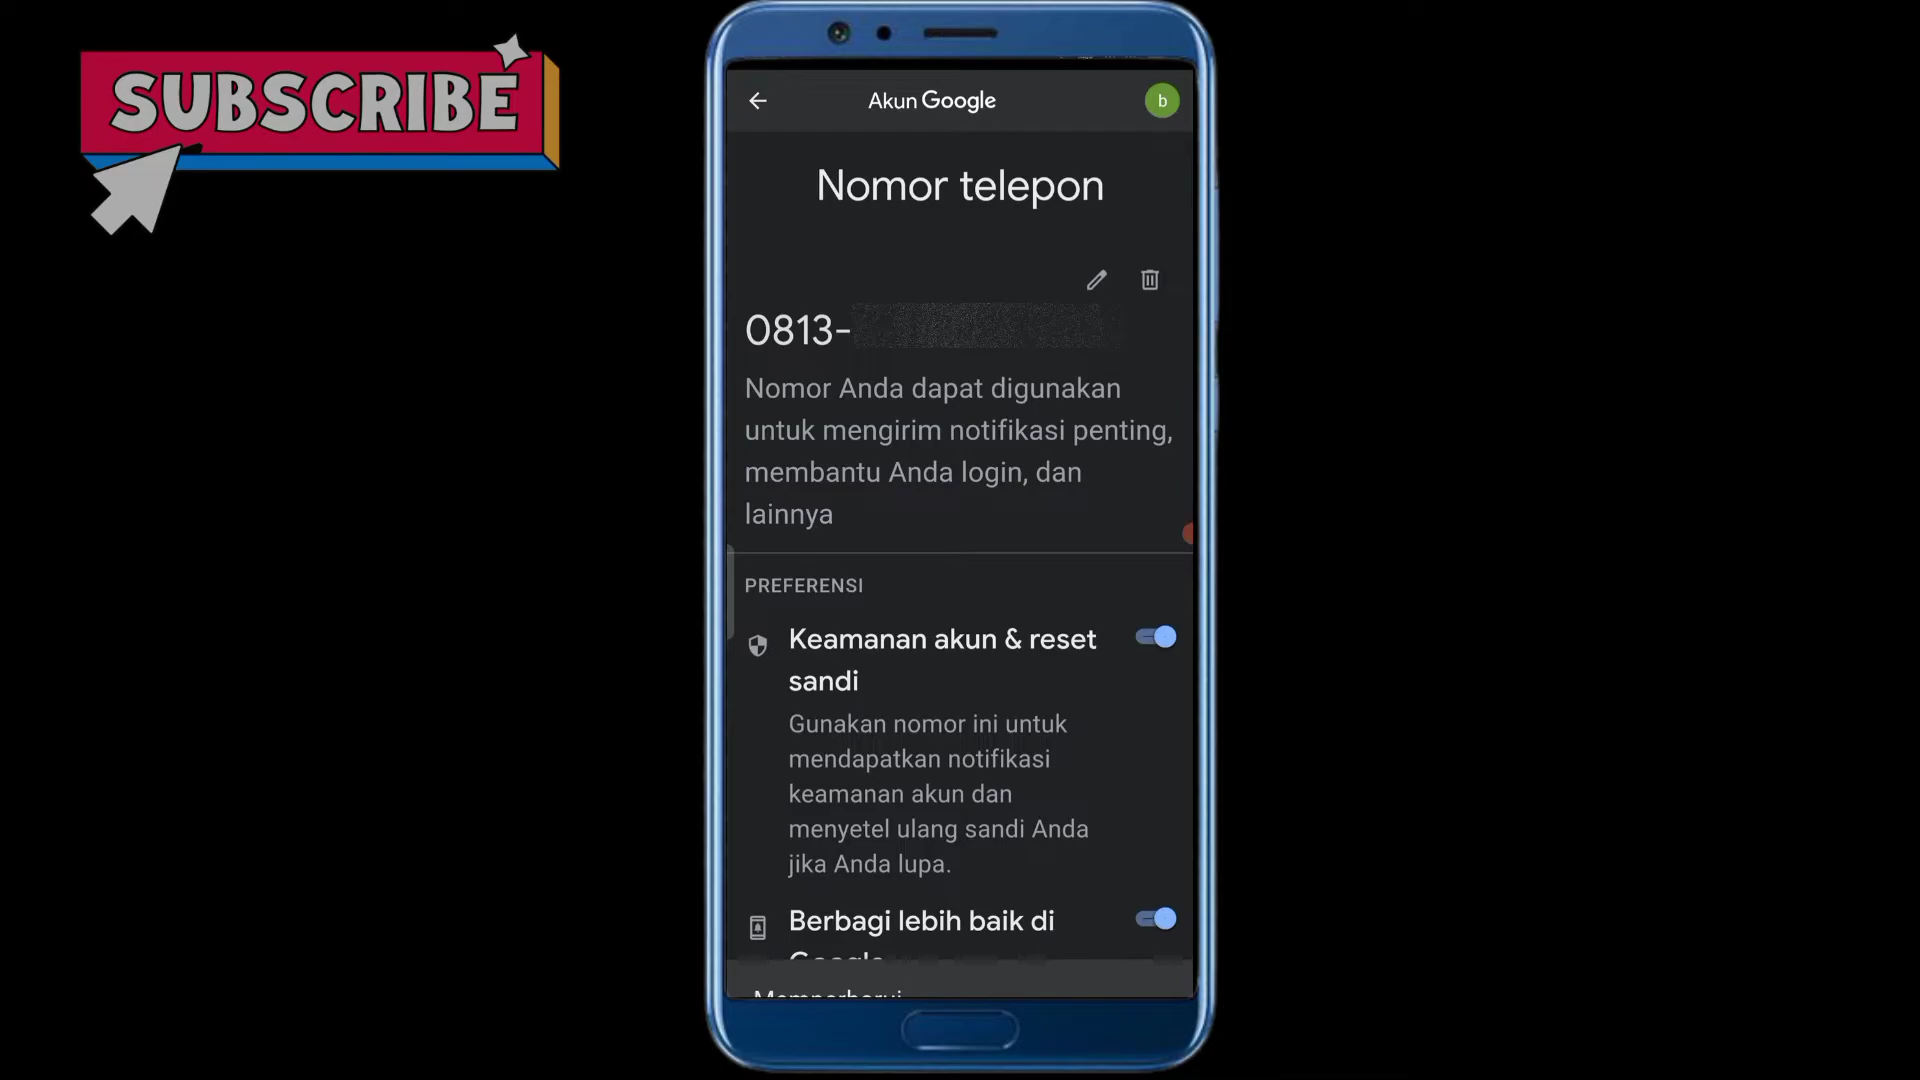 SUBSCRIBE
Akun Google
b
Nomor telepon
0813-
Nomor Anda dapat digunakan
untuk mengirim notifikasi penting,
membantu Anda login, dan
lainnya
PREFERENSI
Keamanan akun & reset
sandi
Gunakan nomor ini untuk
mendapatkan notifikasi
keamanan akun dan
menyetel ulang sandi Anda
jika Anda lupa.
Berbagi lebih baik di
Google
Memperbarui